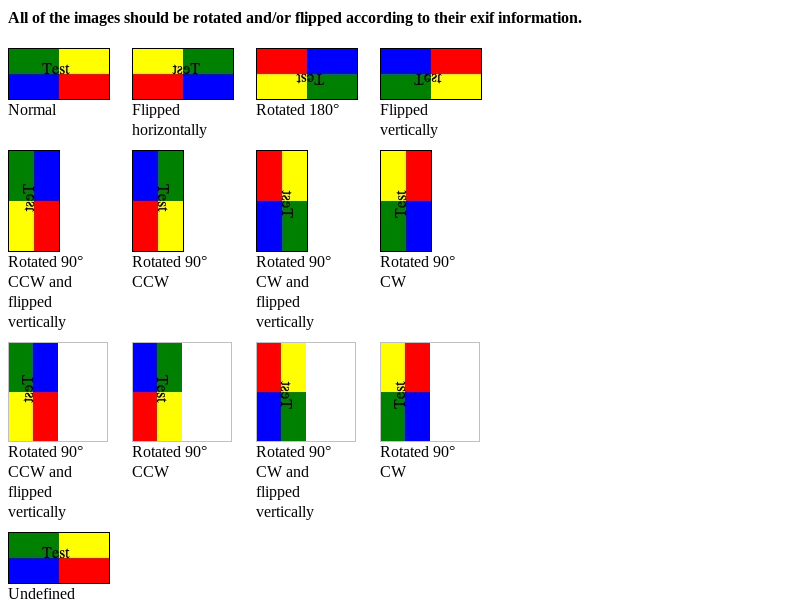 All of the images should be rotated and/or flipped according to their exif information.
Test
Test
Test
Test
Normal
Flipped
horizontally
Rotated 180°
Flipped
vertically
Test
Test
Test
Test
Rotated 90°
CCW and
flipped
vertically
Rotated 90°
CCW
Rotated 90°
CW and
flipped
vertically
Rotated 90°
CW
Test
Test
Test
Test
Rotated 90°
CCW and
flipped
vertically
Rotated 90°
CCW
Rotated 90°
CW and
flipped
vertically
Rotated 90°
CW
Test
Undefined